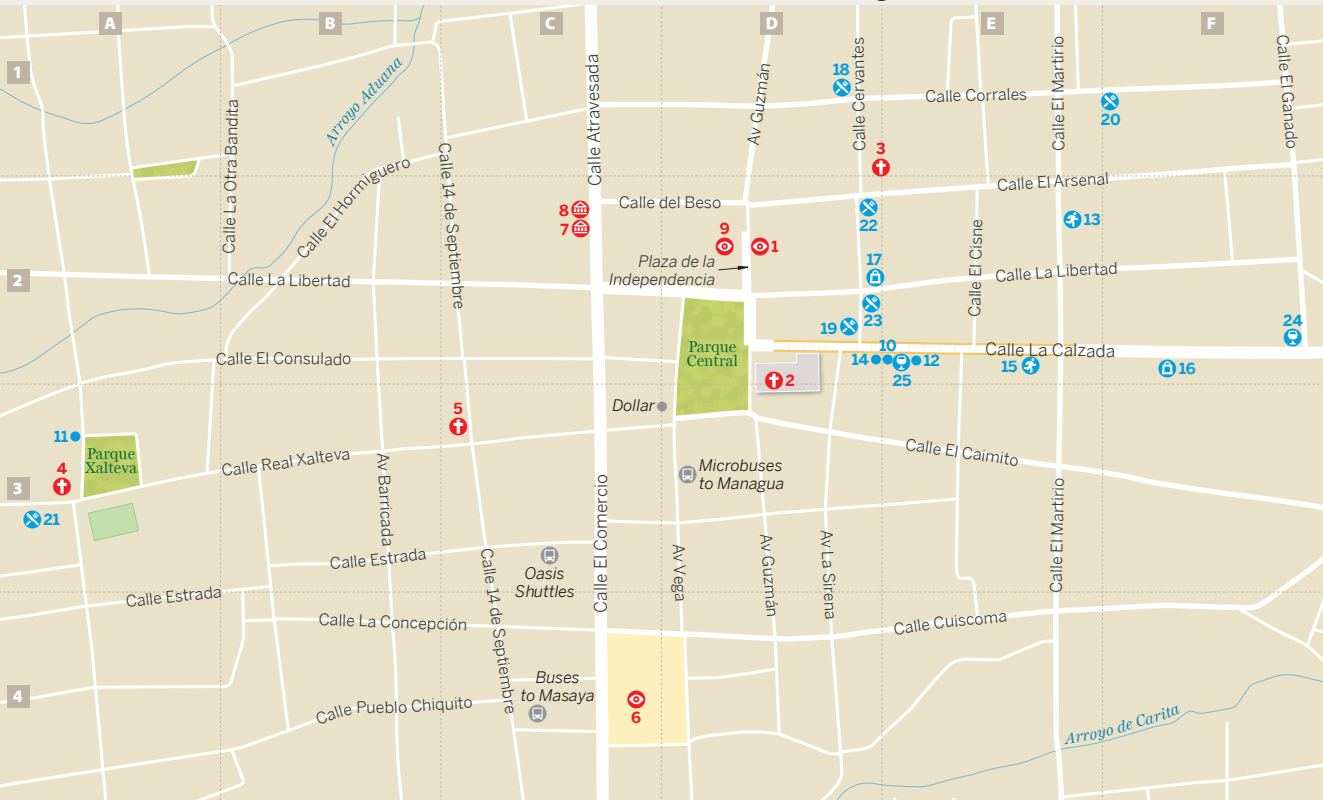 A
B
C
D
E
F
1
2
3
4
Arroyo Aduana
Calle La Otra Bandita
Calle El Hormiguero
Calle 14 de Septiembre
Calle Atravesada
Av Guzmán
Calle Cervantes
Calle Corrales
Calle El Martirio
Calle El Ganado
18
20
3
Calle El Arsenal
Calle del Beso
8
7
9
1
22
13
Plaza de la
Independencia
17
Calle El Cisne
Calle La Libertad
Calle La Libertad
23
19
24
Calle El Consulado
Parque
Central
10
14
12
25
Calle La Calzada
15
16
2
Dollar
5
11
Parque
Xalteva
4
21
Calle Real Xalteva
Av Barricada
Calle El Caimito
Microbuses
to Managua
Calle El Comercio
Calle El Martirio
Calle Estrada
Oasis
Shuttles
Av Vega
Av Guzmán
Av La Sirena
Calle Estrada
Calle 14 de Septiembre
Calle La Concepción
Calle Cuiscoma
Buses
to Masaya
6
Calle Pueblo Chiquito
Arroyo de Carita